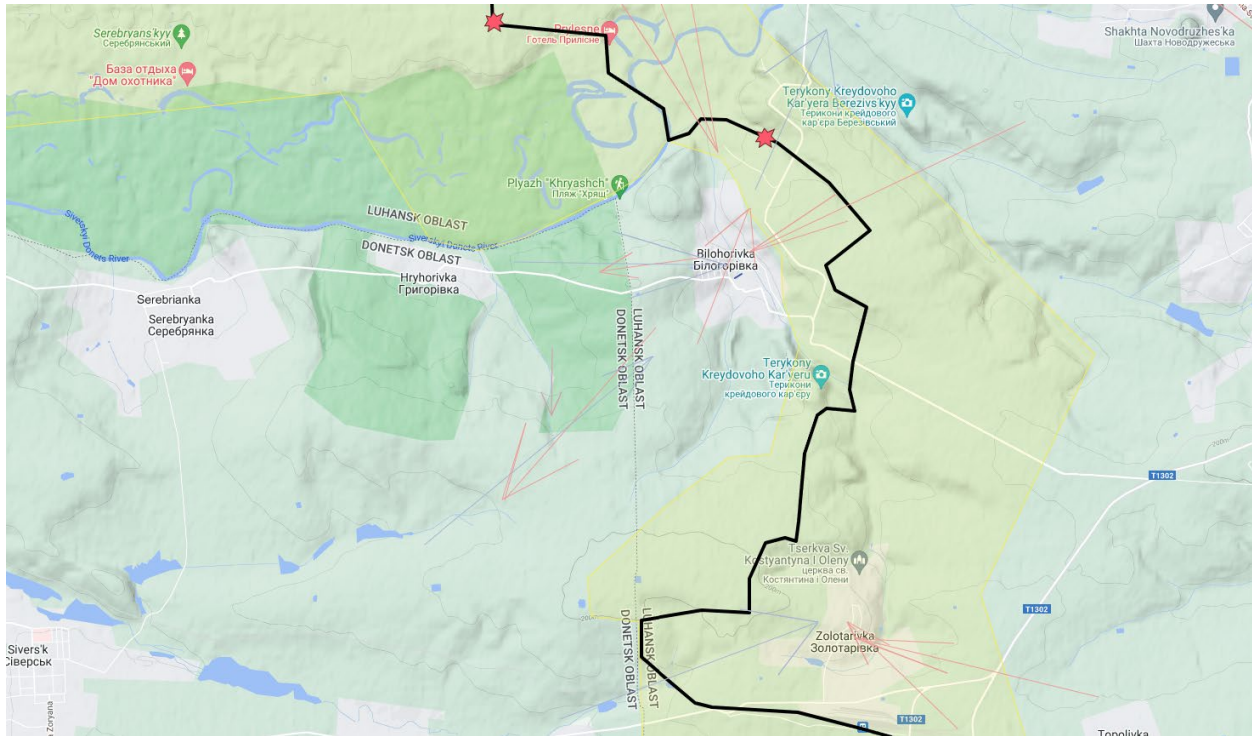 Serebryans'kyy
Серебрянський
База отдыха
"Дом охотника"
Prylesne
Готель Прилісне
Shakhta Novodruzhes'ka
Шахта Новодружеська
Terykony Kreydovoho
Kar'yera Berezivs'kyy
Терикони крейдового
кар'єра Березівський
Plyazh "Khryashch"
Пляж "Хрящ"
LUHANSK OBLAST
Siverskyi Donets River
DONETSK OBLAST
Siverskyi Donets River
Hryhorivka
Григорівка
Bilohorivka
Білогорівка
Serebrianka
Serebryanka
Серебрянка
LUHANSK OBLAST
DONETSK OBLAST
Terykony
Kreydovoho Kar'yeru
Терикони
крейдового кар'єру
T1302
Tserkva Sv.
Kostyantyna I Oleny
церква св.
Костянтина і Олени
T1302
LUHANSK OBLAST
DONETSK OBLAST
Zolotarivka
Золотарівка
Sivers'k
Сіверськ
Zoryana
T1302
Topolivka